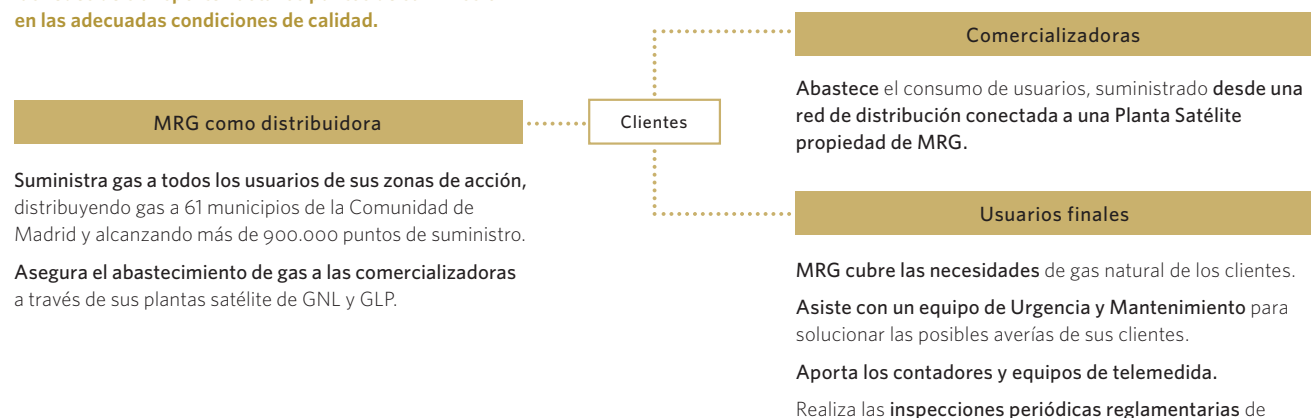 en las adecuadas condiciones de calidad.
MRG como distribuidora
Suministra gas a todos los usuarios de sus zonas de acción,
distribuyendo gas a 61 municipios de la Comunidad de
Madrid y alcanzando más de 900.000 puntos de suministro.
Asegura el abastecimiento de gas a las comercializadoras
a través de sus plantas satélite de GNL y GLP.
Clientes
Comercializadoras
Abastece el consumo de usuarios, suministrado desde una
red de distribución conectada a una Planta Satélite
propiedad de MRG.
Usuarios finales
MRG cubre las necesidades de gas natural de los clientes.
Asiste con un equipo de Urgencia y Mantenimiento para
solucionar las posibles averías de sus clientes.
Aporta los contadores y equipos de telemedida.
Realiza las inspecciones periódicas reglamentarias de